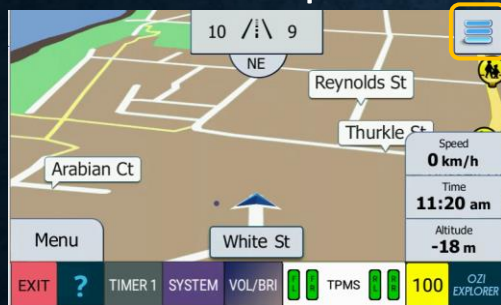 10 9
NE
Reynolds St
Thurkle St
Arabian Ct
Speed
0 km/h
Time
11:20 am
Altitude
-18 m
Menu
White St
EXIT ? TIMER 1 SYSTEM VOL/BRI TPMS 100 OZI
EXPLORER